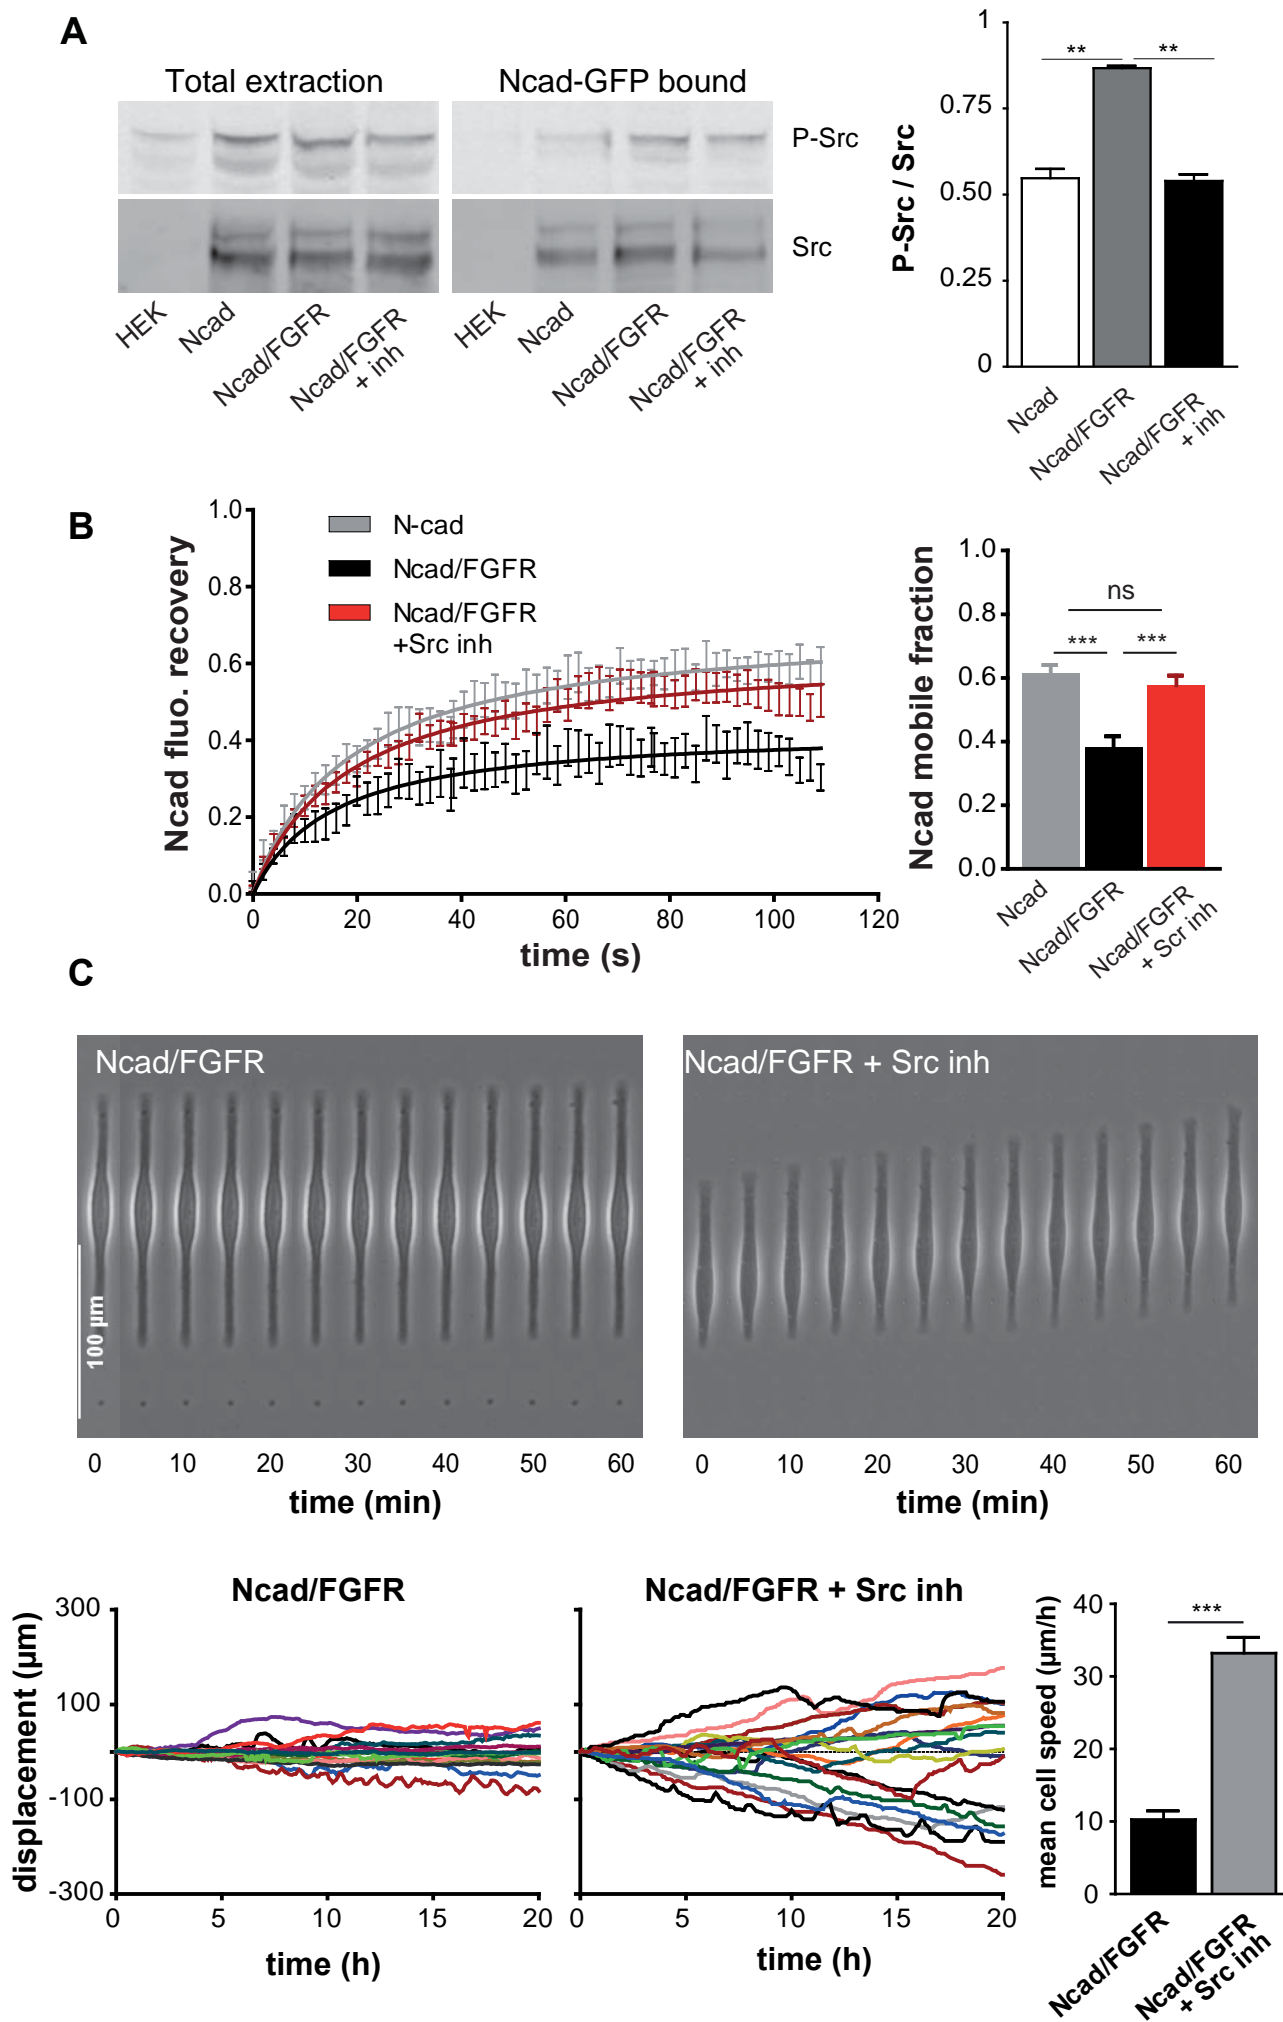 A
Total extraction
Ncad-GFP bound
P-Src
Src
HEK
Ncad
Ncad/FGFR
Ncad/FGFR
+ inh
HEK
Ncad
Ncad/FGFR
Ncad/FGFR
+ inh
P-Src / Src
1
0.75
0.50
0.25
0
**
**
Ncad
Ncad/FGFR
Ncad/FGFR
+ inh
B
Ncad fluo. recovery
1.0
0.8
0.6
0.4
0.2
0.0
N-cad
Ncad/FGFR
Ncad/FGFR
+Src inh
0 20 40 60 80 100 120
time (s)
Ncad mobile fraction
1.0
0.8
0.6
0.4
0.2
0.0
ns
***
***
Ncad
Ncad/FGFR
Ncad/FGFR
+ Scr inh
C
Ncad/FGFR
100 µm
0 10 20 30 40 50 60
time (min)
Ncad/FGFR + Src inh
0 10 20 30 40 50 60
time (min)
Ncad/FGFR
displacement (µm)
300
100
-100
-300
0 5 10 15 20
time (h)
Ncad/FGFR + Src inh
0 5 10 15 20
time (h)
mean cell speed (µm/h)
40
30
20
10
0
***
Ncad/FGFR
Ncad/FGFR
+ Src inh